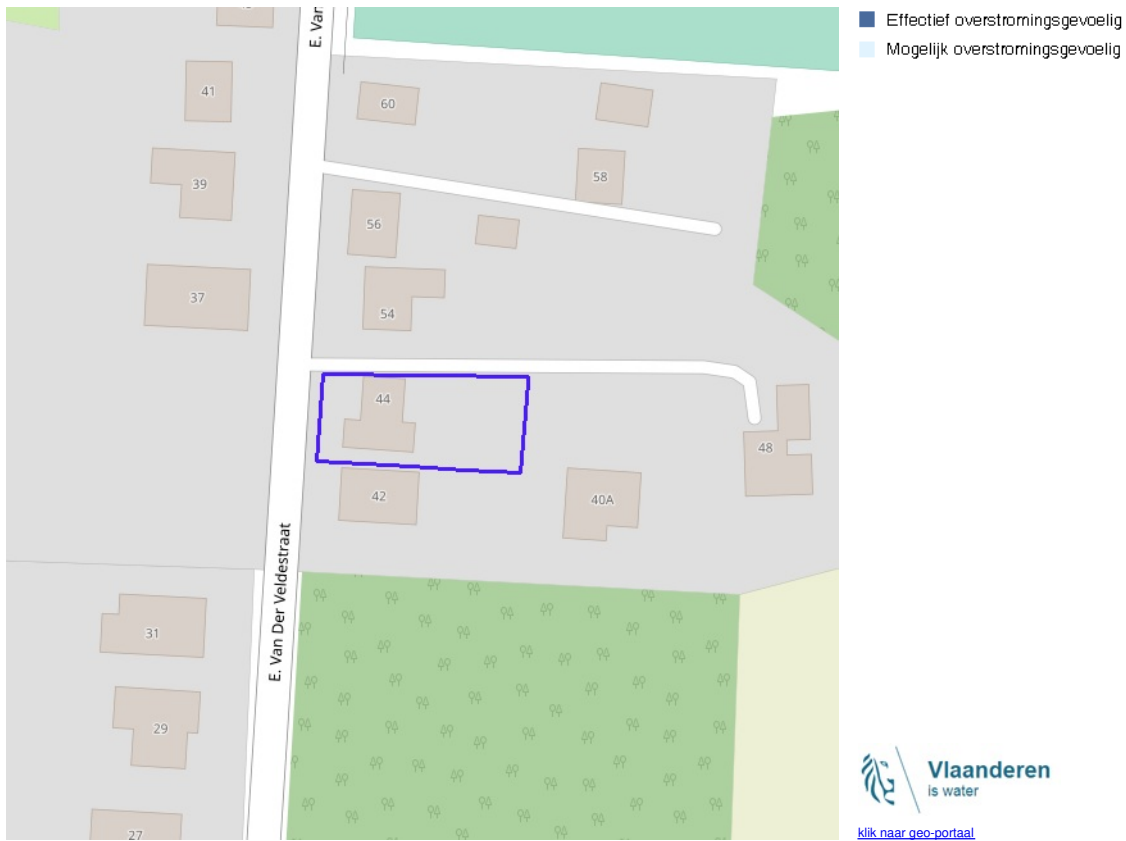 Effectief overstromingsgevoelig
Mogelijk overstromingsgevoelig
E. Van
41
60
39
58
56
37
54
44
48
42
40A
E. Van Der Veldestraat
31
29
27
Vlaanderen
is water
klik naar geo-portaal